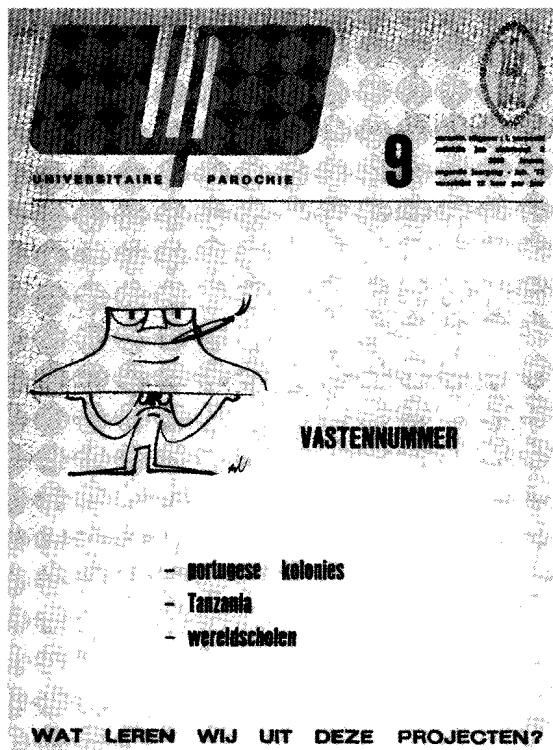 UP
UNIVERSITAIRE PAROCHIE
9
VASTENNUMMER
- portugese kolonies
- Tanzania
- wereldscholen
WAT LEREN WIJ UIT DEZE PROJECTEN?